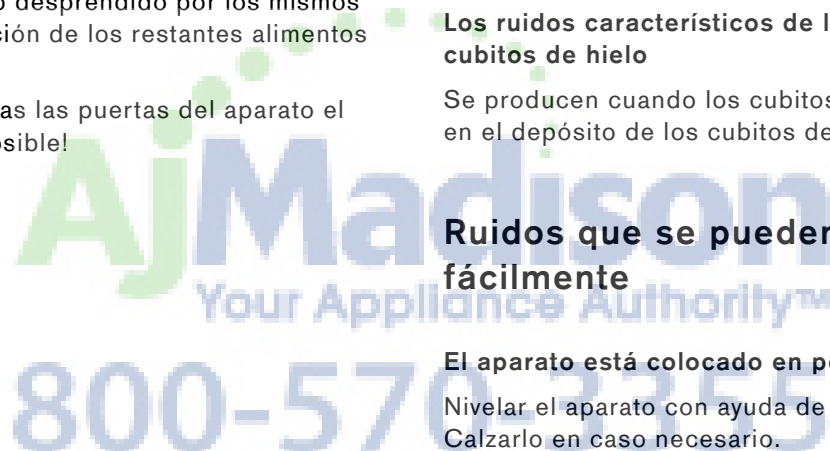 desprendido por los mismos
ción de los restantes alimentos
as las puertas del aparato el
sible!
Los ruidos característicos de
cubitos de hielo
Se producen cuando los cubitos
en el depósito de los cubitos de
Ruidos que se pueden
fácilmente
El aparato está colocado en
Nivelar el aparato con ayuda de
Calzarlo en caso necesario.
AjMadison
Your Appliance Authority™
800-570-3355